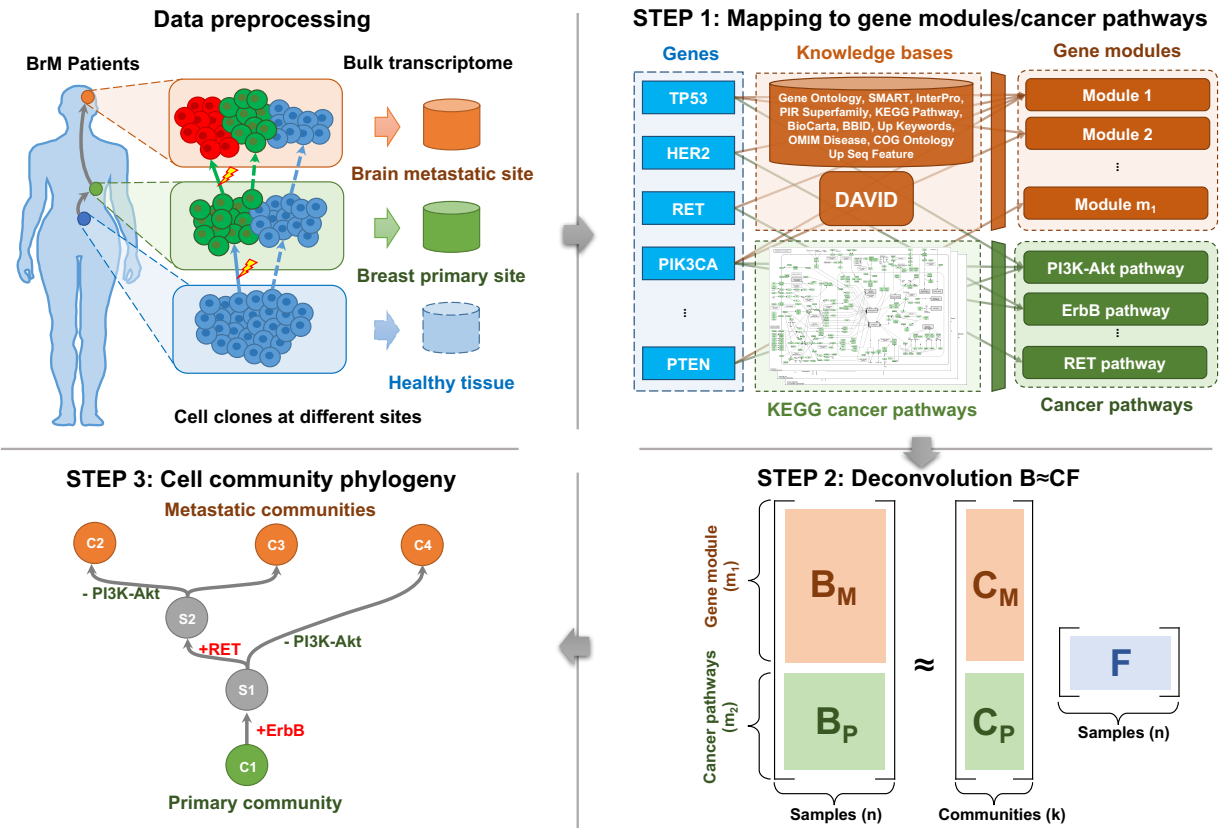 Data preprocessing
BrM Patients
Bulk transcriptome
Brain metastatic site
Breast primary site
Healthy tissue
Cell clones at different sites
STEP 1: Mapping to gene modules/cancer pathways
Genes
Knowledge bases
Gene modules
TP53
HER2
RET
PIK3CA
...
PTEN
Gene Ontology, SMART, InterPro,
PIR Superfamily, KEGG Pathway,
BioCarta, BBID, Up Keywords,
OMIM Disease, COG Ontology
Up Seq Feature
DAVID
Module 1
Module 2
...
Module m₁
PI3K-Akt pathway
ErbB pathway
...
RET pathway
KEGG cancer pathways
Cancer pathways
STEP 2: Deconvolution B≈CF
Gene module
(m₁)
Cancer pathways
(m₂)
B_M
B_P
≈
C_M
C_P
F
Samples (n)
Communities (k)
Samples (n)
STEP 3: Cell community phylogeny
Metastatic communities
C2
C3
C4
- PI3K-Akt
S2
+RET
- PI3K-Akt
S1
+ErbB
C1
Primary community